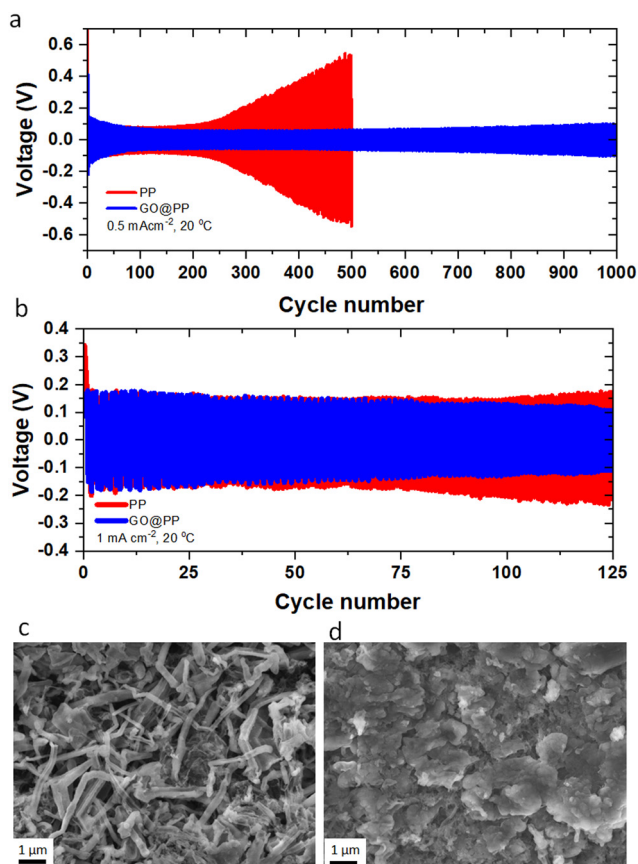 a
0.6
0.4
0.2
0.0
-0.2
-0.4
-0.6
Voltage (V)
PP
GO@PP
0.5 mAcm-2, 20 ⁰C
0 100 200 300 400 500 600 700 800 900 1000
Cycle number
b
0.4
0.3
0.2
0.1
0.0
-0.1
-0.2
-0.3
-0.4
Voltage (V)
PP
GO@PP
1 mA cm-2, 20 ⁰C
0 25 50 75 100 125
Cycle number
c
d
1 µm
1 µm